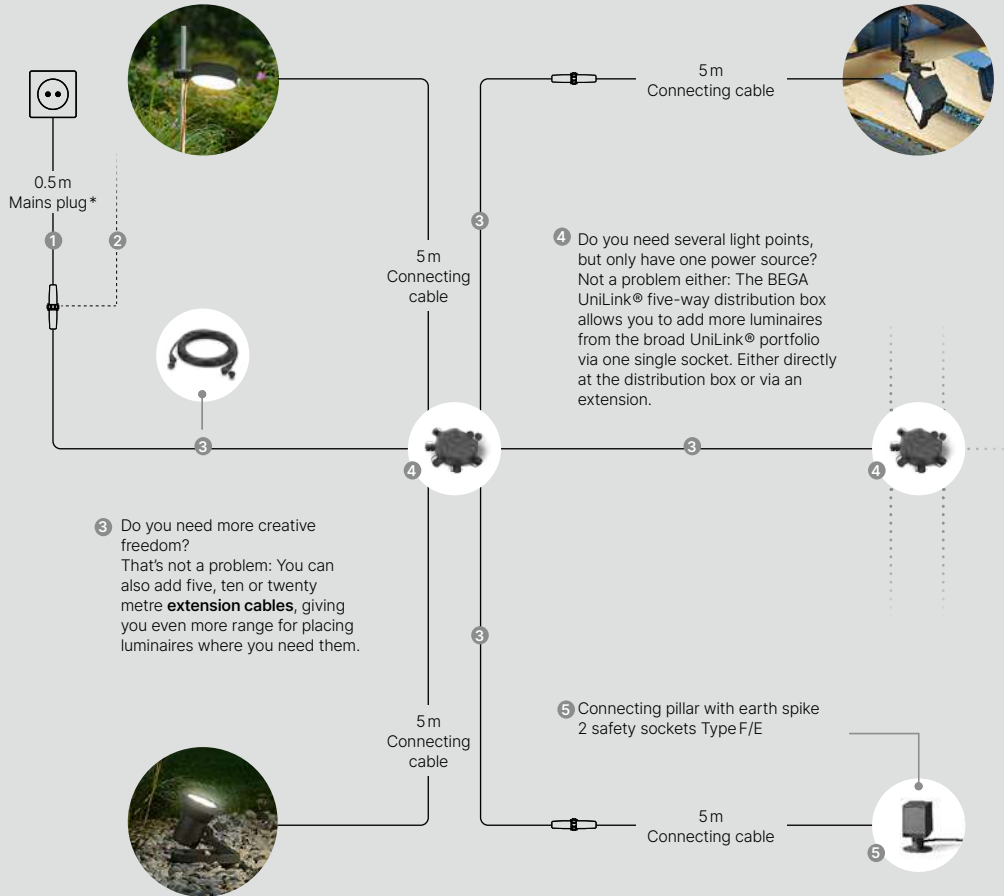 0.5 m
Mains plug *
1
2
3
5 m
Connecting
cable
3
5 m
Connecting cable
4 Do you need several light points,
but only have one power source?
Not a problem either: The BEGA
UniLink® five-way distribution box
allows you to add more luminaires
from the broad UniLink® portfolio
via one single socket. Either directly
at the distribution box or via an
extension.
3
4
3
4
3 Do you need more creative
freedom?
That's not a problem: You can
also add five, ten or twenty
metre extension cables, giving
you even more range for placing
luminaires where you need them.
3
5 m
Connecting
cable
5 Connecting pillar with earth spike
2 safety sockets Type F/E
5 m
Connecting cable
5